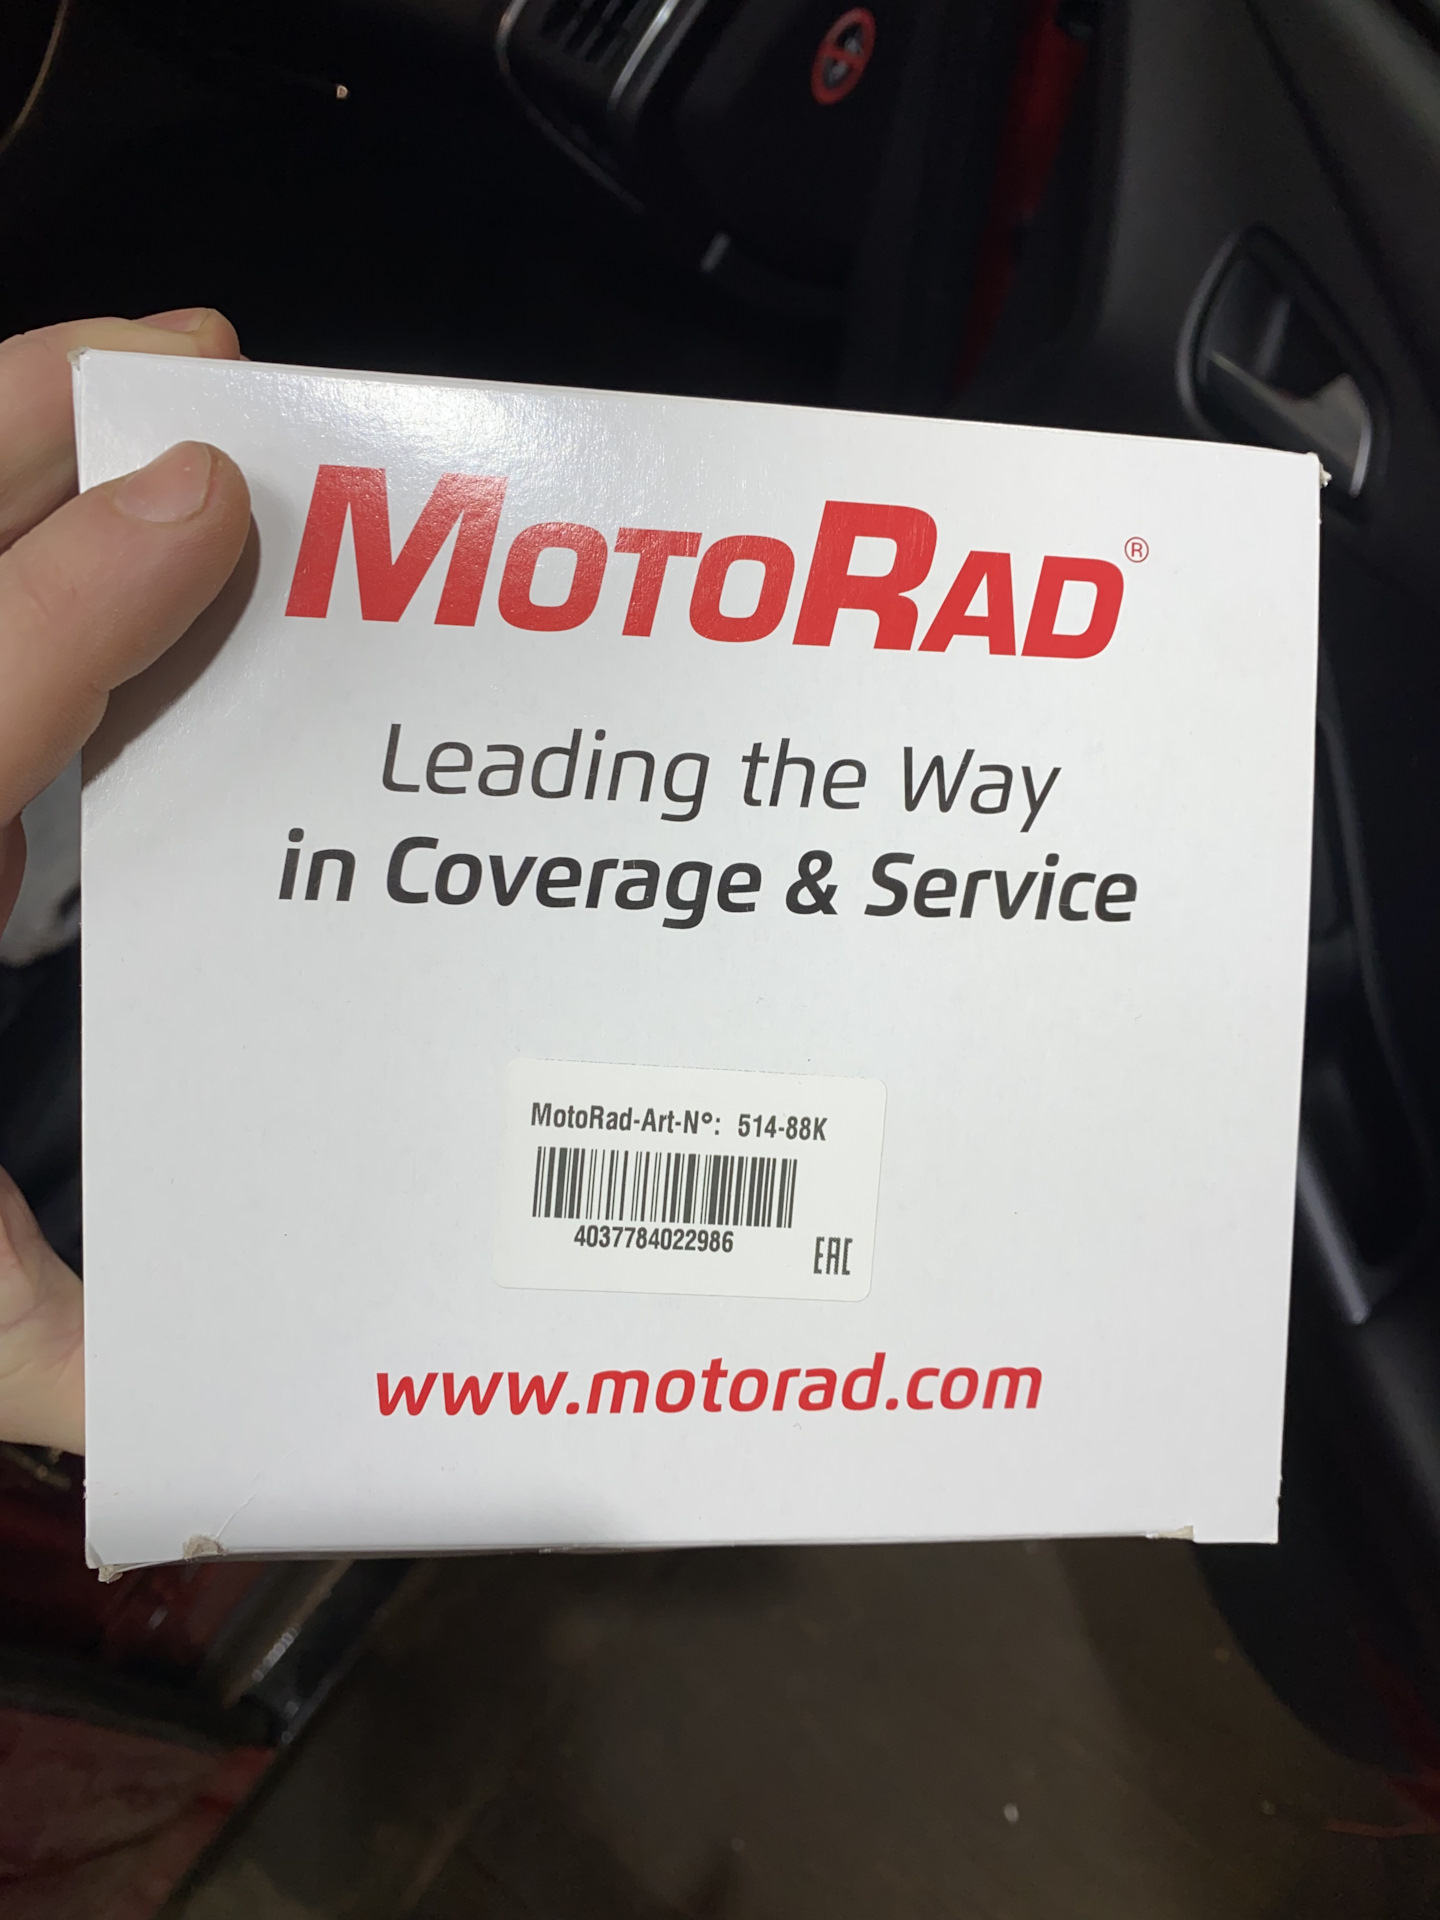 MOTORAD®
Leading the Way
in Coverage & Service
MotoRad-Art-N°: 514-88K
4037784022986
EAC
www.motorad.com